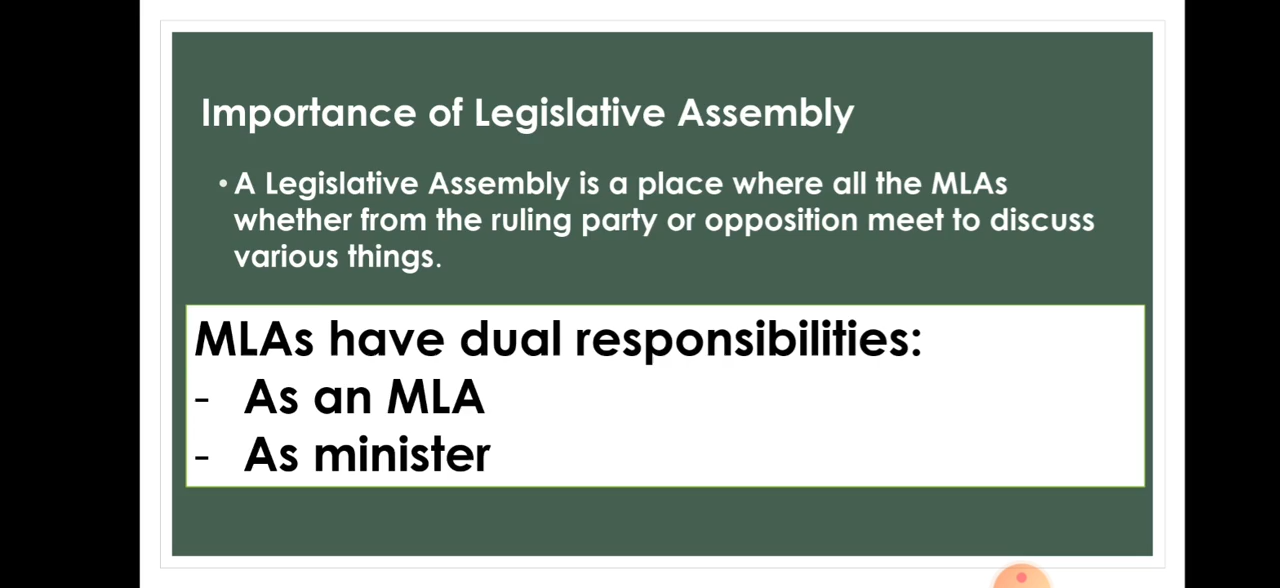 Importance of Legislative Assembly
• A Legislative Assembly is a place where all the MLAs
whether from the ruling party or opposition meet to discuss
various things.
MLAs have dual responsibilities:
- As an MLA
- As minister